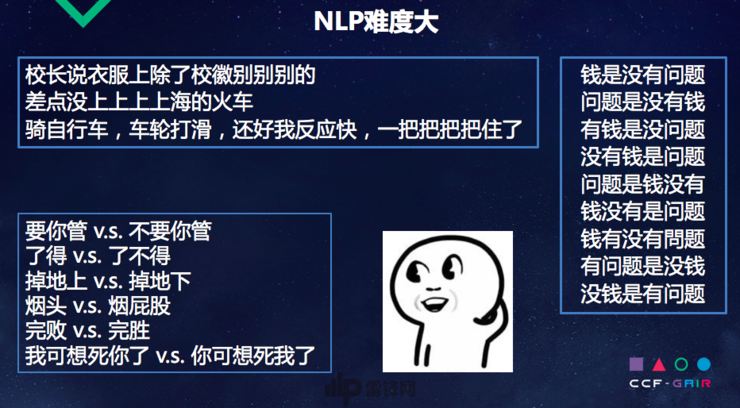 NLP难度大
校长说衣服上除了校徽别别别的
差点没上上上上海的火车
骑自行车，车轮打滑，还好我反应快，一把把把把住了
钱是没有问题
问题是没有钱
有钱是没问题
没有钱是问题
问题是钱没有
钱没有是问题
钱有没有問題
有问题是没钱
没钱是有问题
要你管 v.s. 不要你管
了得 v.s. 了不得
掉地上 v.s. 掉地下
烟头 v.s. 烟屁股
完败 v.s. 完胜
我可想死你了 v.s. 你可想死我了
CCF-GAIR